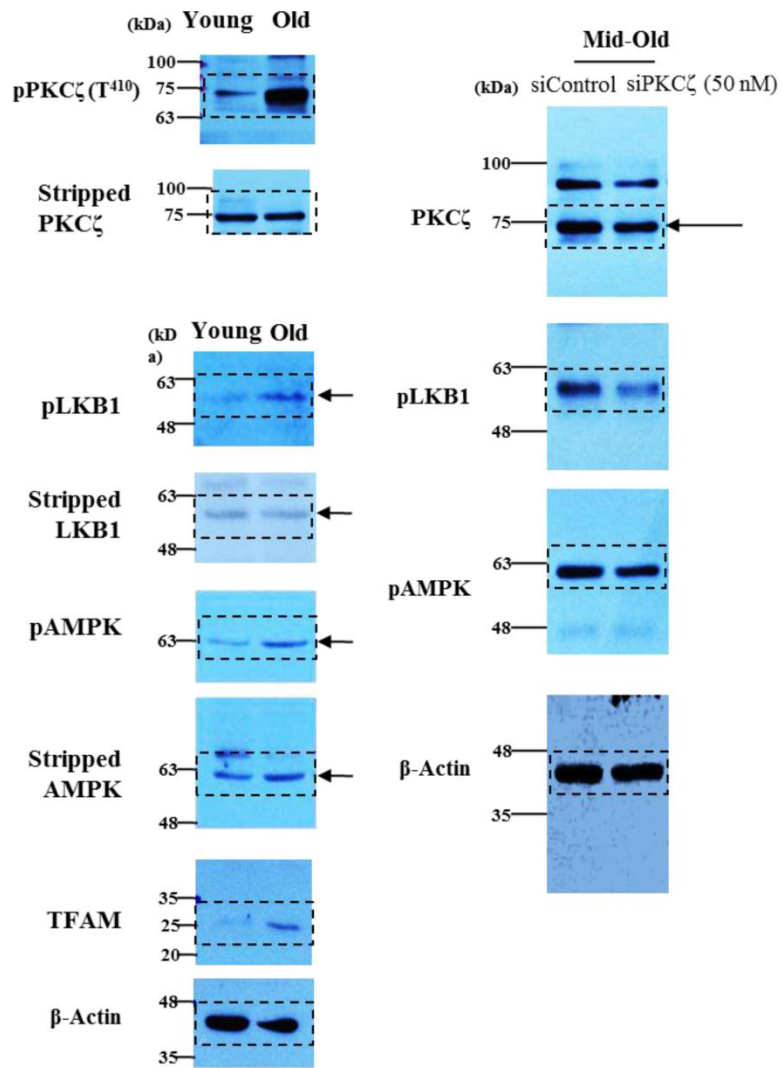 (kDa) Young Old
100
75
63
pPKCζ (T⁴¹⁰)
100
75
Stripped
PKCζ
(kD
a)
Young Old
63
48
pLKB1
63
48
Stripped
LKB1
63
pAMPK
63
48
Stripped
AMPK
35
25
20
TFAM
48
35
β-Actin
Mid-Old
(kDa) siControl siPKCζ (50 nM)
100
75
PKCζ
63
48
pLKB1
63
48
pAMPK
48
35
β-Actin